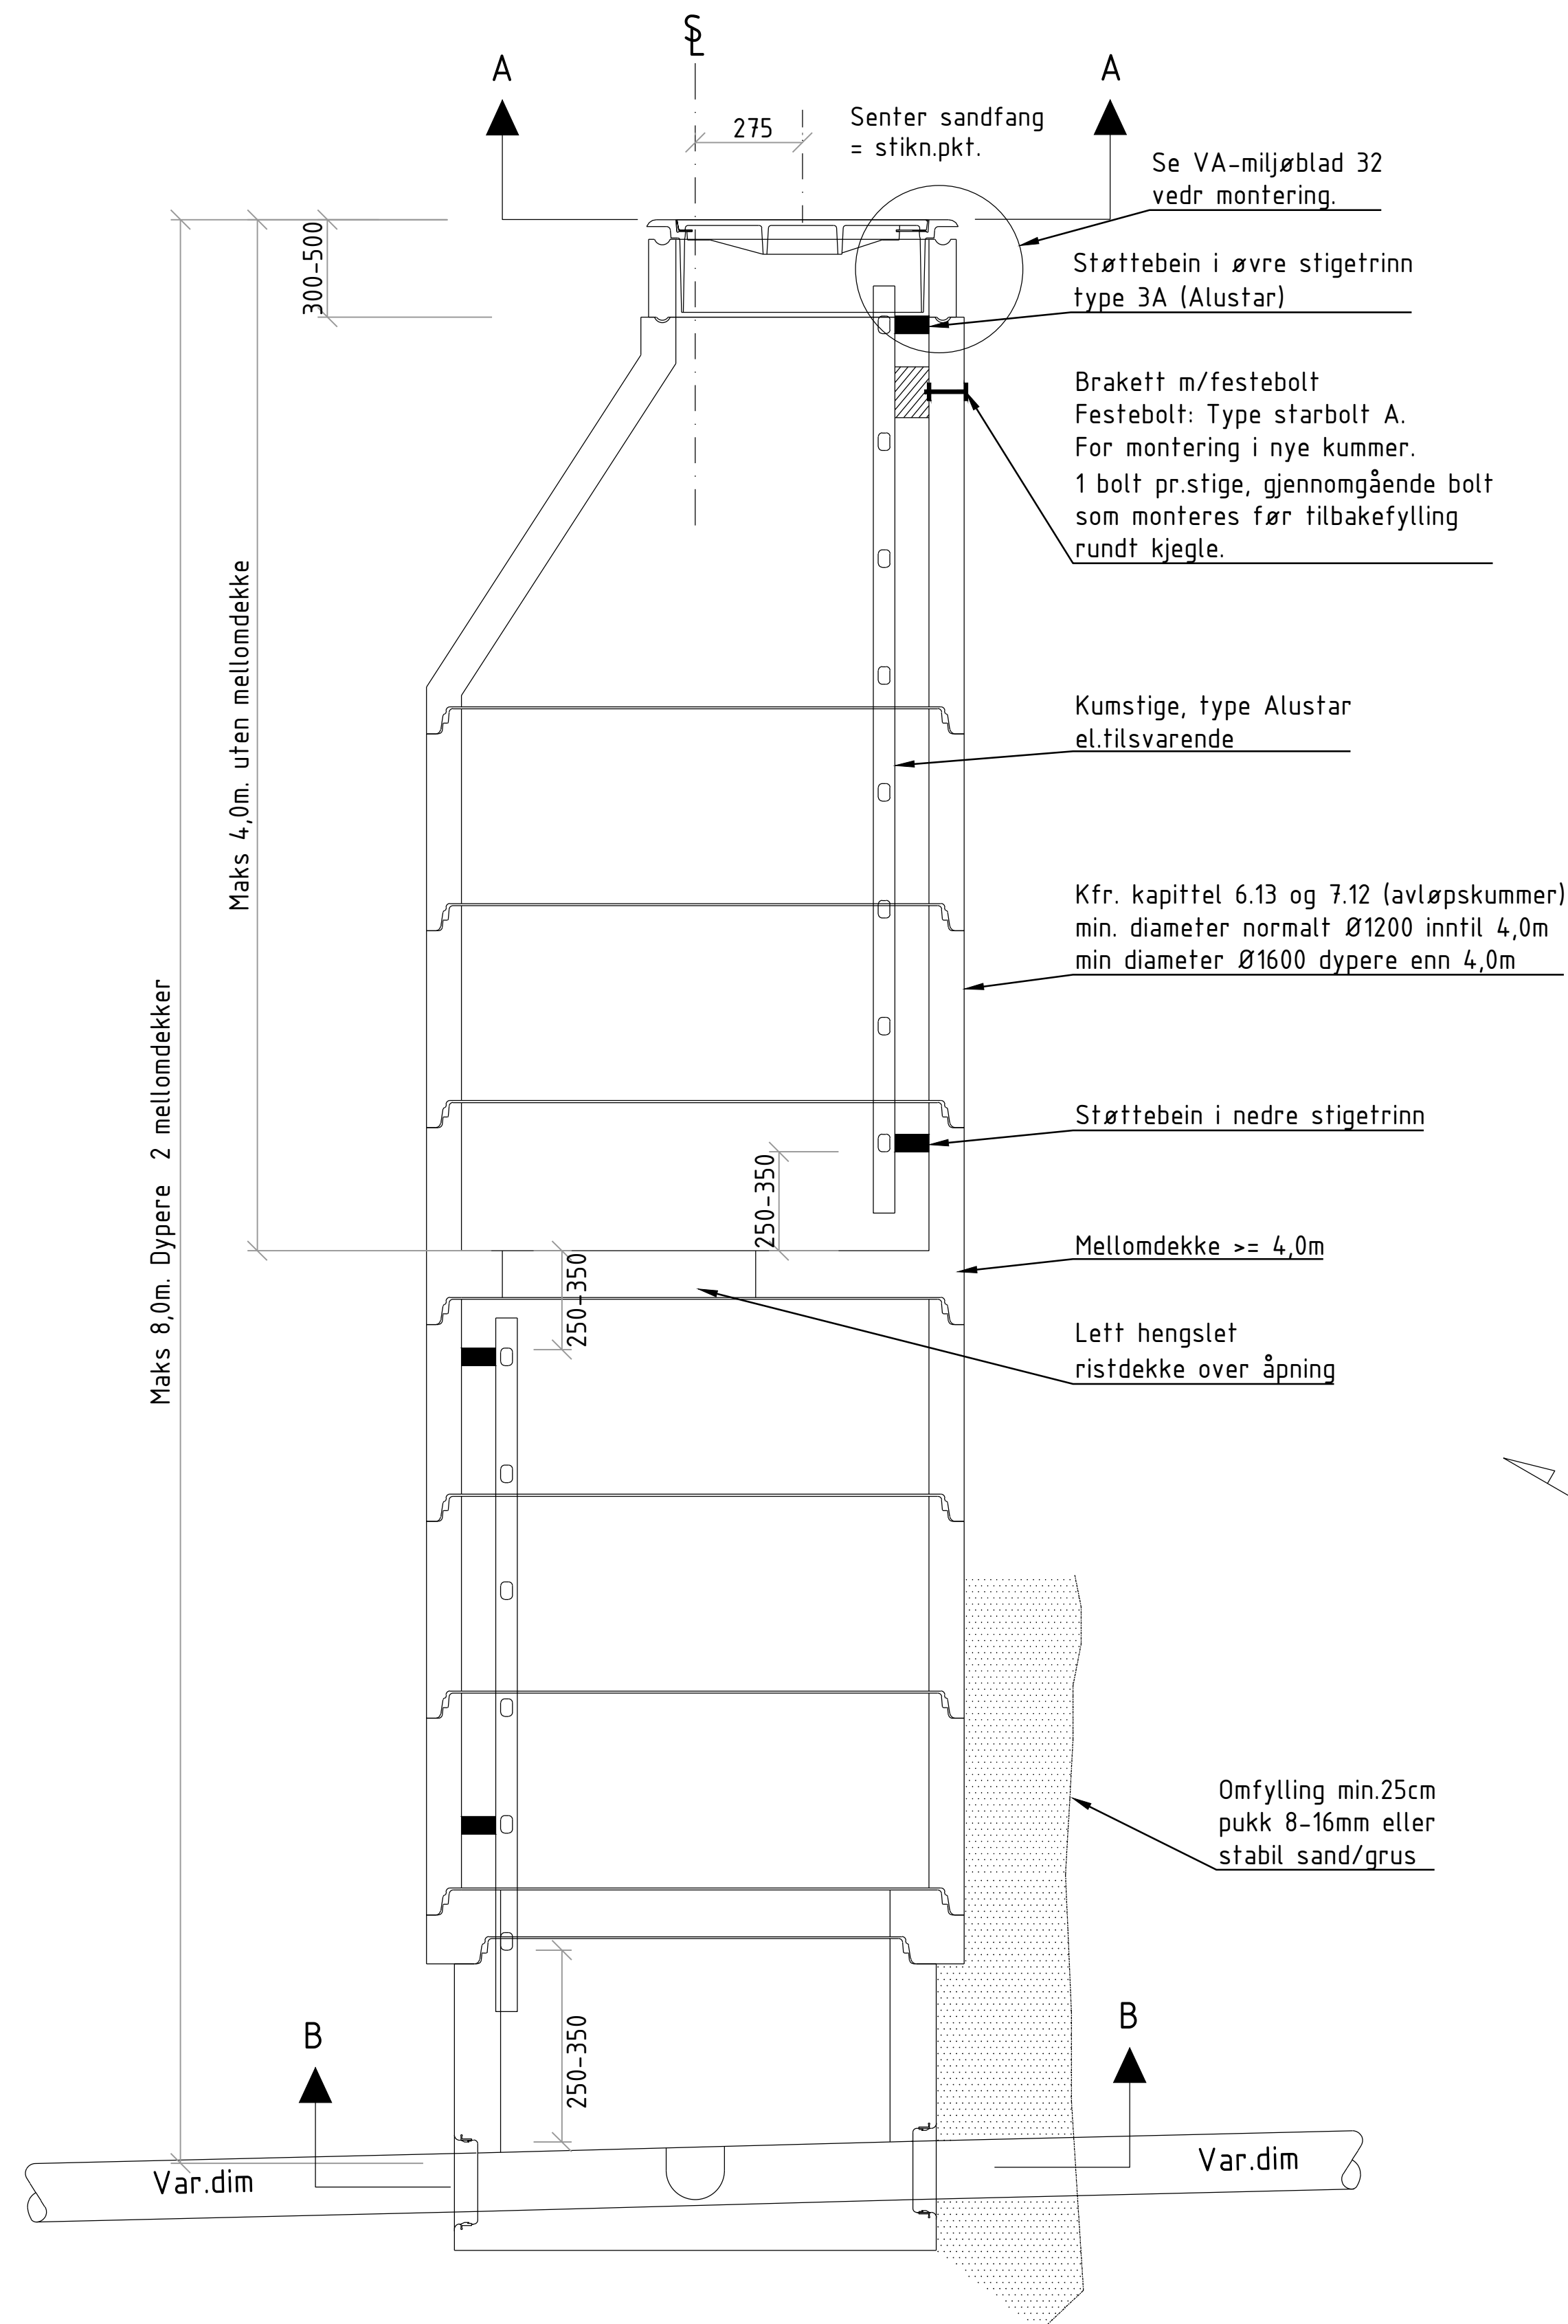 ℄
A
A
275
Senter sandfang
= stikn.pkt.
Se VA-miljøblad 32
vedr montering.
300-500
Støttebein i øvre stigetrinn
type 3A (Alustar)
Brakett m/festebolt
Festebolt: Type starbolt A.
For montering i nye kummer.
1 bolt pr.stige, gjennomgående bolt
som monteres før tilbakefylling
rundt kjegle.
Maks 4,0m. uten mellomdekke
Kumstige, type Alustar
el.tilsvarende
Kfr. kapittel 6.13 og 7.12 (avløpskummer)
min. diameter normalt Ø1200 inntil 4,0m
min diameter Ø1600 dypere enn 4,0m
Maks 8,0m. Dypere 2 mellomdekker
Støttebein i nedre stigetrinn
250-350
Mellomdekke >= 4,0m
250-350
Lett hengslet
ristdekke over åpning
Omfylling min.25cm
pukk 8-16mm eller
stabil sand/grus
250-350
B
B
Var.dim
Var.dim